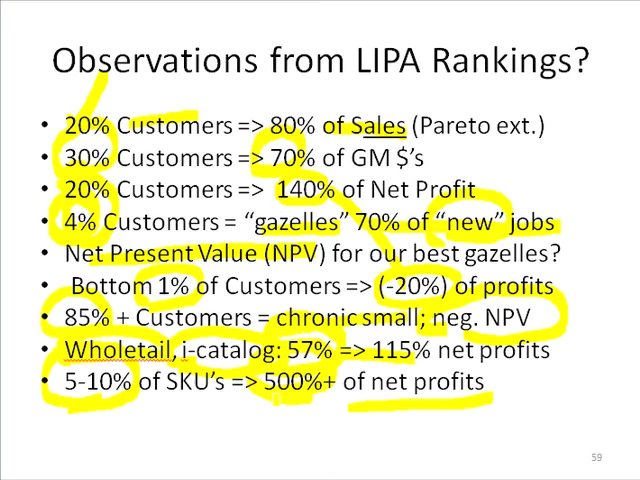 Observations from LIPA Rankings?
• 20% Customers => 80% of Sales (Pareto ext.)
• 30% Customers => 70% of GM $'s
• 20% Customers => 140% of Net Profit
• 4% Customers = “gazelles” 70% of “new” jobs
• Net Present Value (NPV) for our best gazelles?
• Bottom 1% of Customers => (-20%) of profits
• 85% + Customers = chronic small; neg. NPV
• Wholetail, i-catalog: 57% => 115% net profits
• 5-10% of SKU's => 500%+ of net profits
59